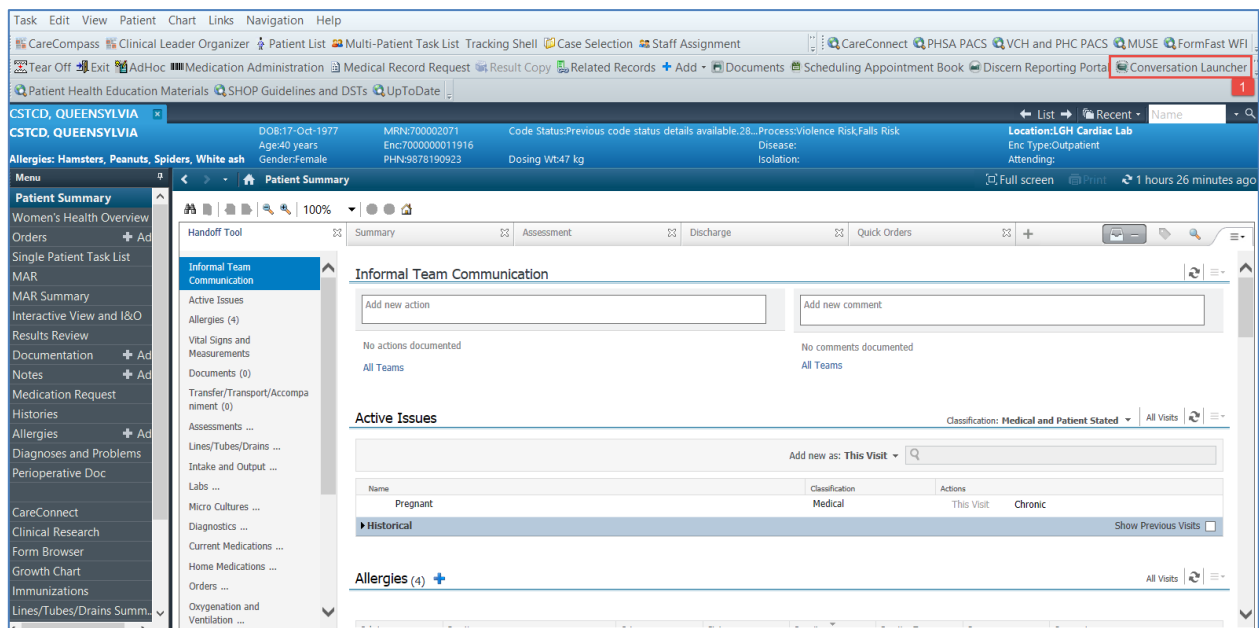 Task Edit View Patient Chart Links Navigation Help
CareCompass Clinical Leader Organizer Patient List Multi-Patient Task List Tracking Shell Case Selection Staff Assignment CareConnect PHSA PACS VCH and PHC PACS MUSE FormFast WFI
Tear Off Exit AdHoc Medication Administration Medical Record Request Result Copy Related Records + Add Documents Scheduling Appointment Book Discern Reporting Portal Conversation Launcher
1
Patient Health Education Materials SHOP Guidelines and DSTs UpToDate
CSTCD, QUEENSYLVIA List Recent Name
CSTCD, QUEENSYLVIA DOB:17-Oct-1977 MRN:700002071 Code Status:Previous code status details available.28...Process:Violence Risk,Falls Risk Location:LGH Cardiac Lab
Age:40 years Enc:7000000011916 Disease: Enc Type:Outpatient
Allergies: Hamsters, Peanuts, Spiders, White ash Gender:Female PHN:9878190923 Dosing Wt:47 kg Isolation: Attending:
Menu Patient Summary Full screen Print 1 hours 26 minutes ago
Patient Summary
Women's Health Overview
Orders + Ad
Single Patient Task List
MAR
MAR Summary
Interactive View and I&O
Results Review
Documentation + Ad
Notes + Ad
Medication Request
Histories
Allergies + Ad
Diagnoses and Problems
Perioperative Doc
CareConnect
Clinical Research
Form Browser
Growth Chart
Immunizations
Lines/Tubes/Drains Summ..
100%
Handoff Tool Summary Assessment Discharge Quick Orders +
Informal Team
Communication
Active Issues
Allergies (4)
Vital Signs and
Measurements
Documents (0)
Transfer/Transport/Accompa
niment (0)
Assessments ...
Lines/Tubes/Drains ...
Intake and Output ...
Labs ...
Micro Cultures ...
Diagnostics ...
Current Medications ...
Home Medications ...
Orders ...
Oxygenation and
Ventilation ...
Informal Team Communication
Add new action Add new comment
No actions documented No comments documented
All Teams All Teams
Active Issues Classification: Medical and Patient Stated All Visits
Add new as: This Visit
Name Classification Actions
Pregnant Medical This Visit Chronic
Historical Show Previous Visits
Allergies (4) + All Visits